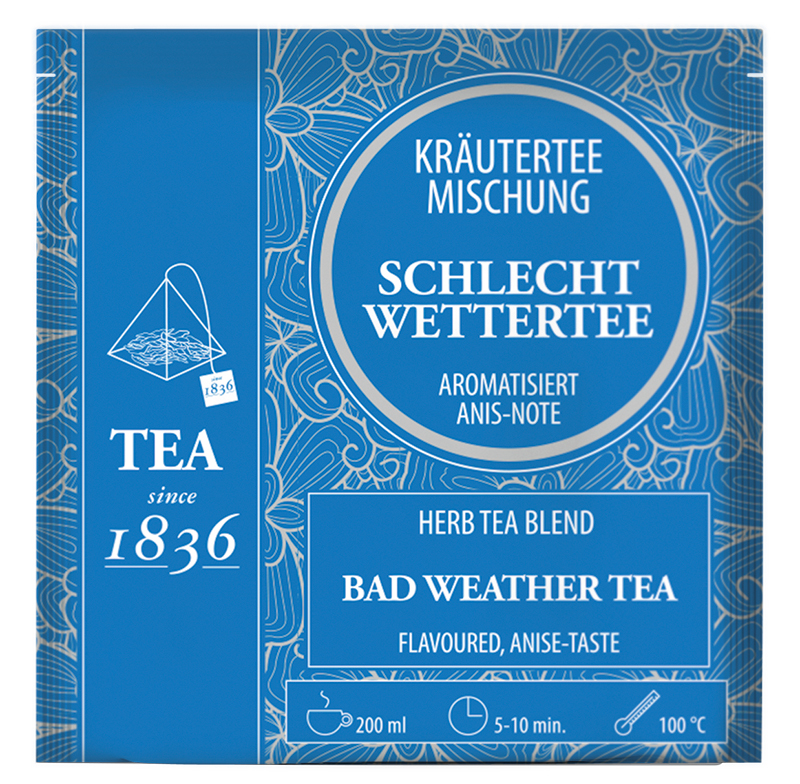 KRÄUTERTEE
MISCHUNG
SCHLECHT
WETTERTEE
AROMATISIERT
ANIS-NOTE
since
1836
TEA
since
1836
HERB TEA BLEND
BAD WEATHER TEA
FLAVOURED, ANISE-TASTE
200 ml
5-10 min.
100 °C